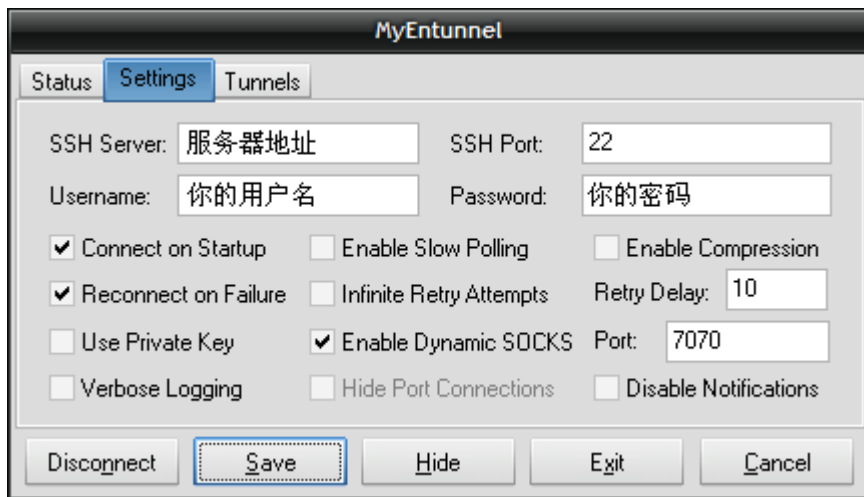 MyEntunnel
Status Settings Tunnels
SSH Server: 服务器地址 SSH Port: 22
Username: 你的用户名 Password: 你的密码
Connect on Startup Enable Slow Polling Enable Compression
Reconnect on Failure Infinite Retry Attempts Retry Delay: 10
Use Private Key Enable Dynamic SOCKS Port: 7070
Verbose Logging Hide Port Connections Disable Notifications
Disconnect Save Hide Exit Cancel